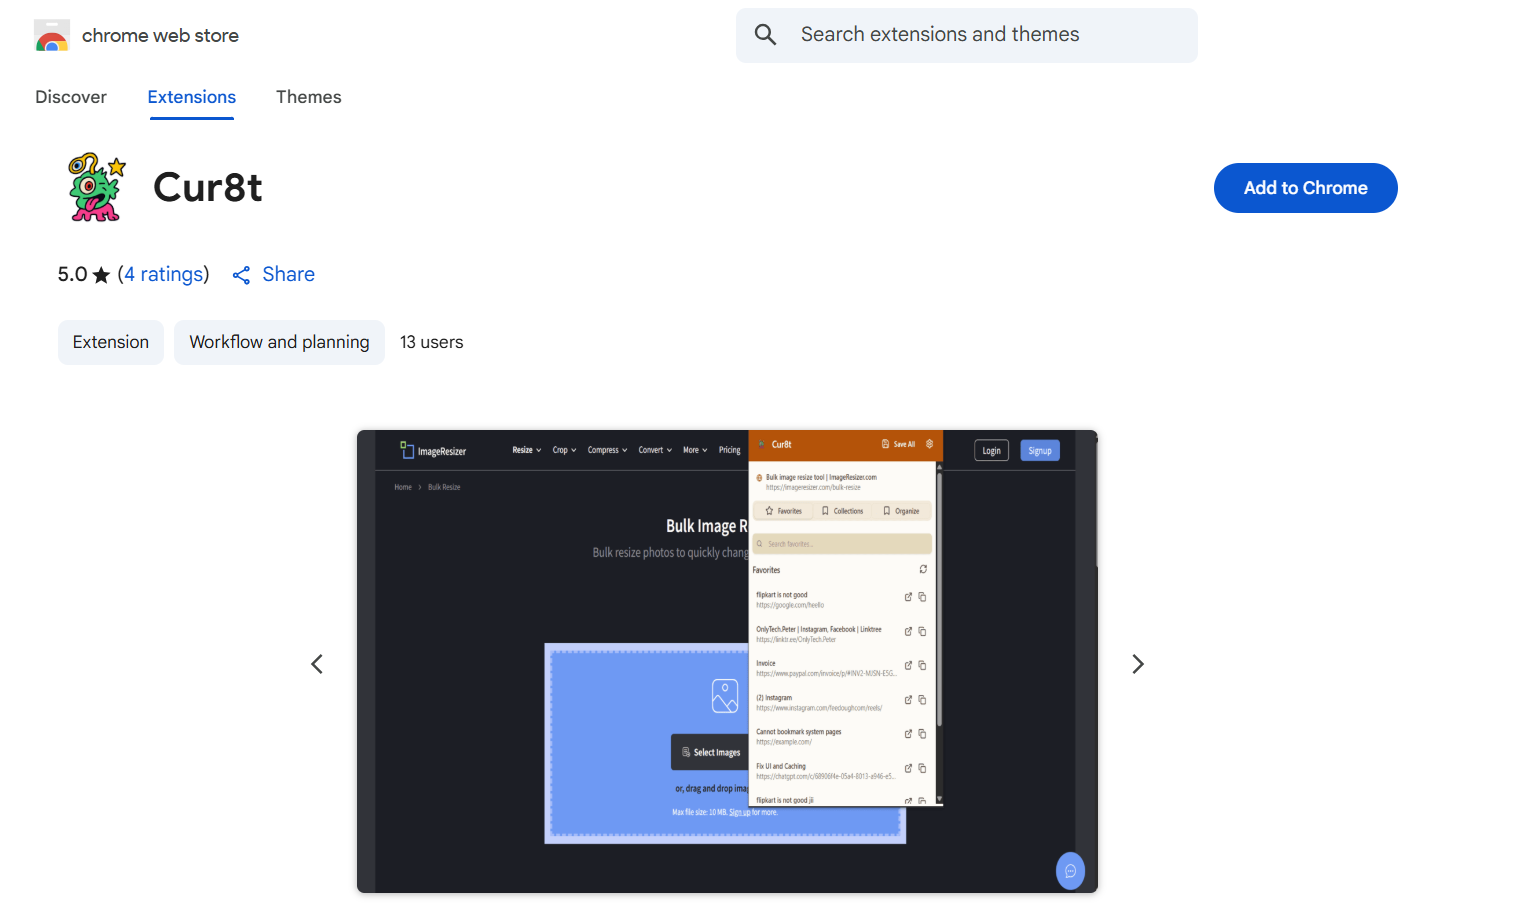 chrome web store
Search extensions and themes
Discover Extensions Themes
Cur8t
Add to Chrome
5.0 (4 ratings) Share
Extension Workflow and planning 13 users
ImageResizer Resize Crop Compress Convert More Pricing
Login Signup
Home > Bulk Resize
Bulk Image R
Bulk resize photos to quickly chang
Select Images
or, drag and drop imag
Max file size: 10 MB. Sign up for more.
Cur8t Save All
Bulk image resize tool | ImageResizer.com
https://imageresizer.com/bulk-resize
Favorites Collections Organize
Search favorites...
Favorites
flipkart is not good
https://google.com/heello
OnlyTech.Peter | Instagram, Facebook | Linktree
https://linktr.ee/OnlyTech.Peter
Invoice
https://www.paypal.com/invoice/p/#INV2-MJSN-E5G...
(2) Instagram
https://www.instagram.com/feedoughcom/reels/
Cannot bookmark system pages
https://example.com/
Fix UI and Caching
https://chatgpt.com/c/68906f4e-05a4-8013-a946-e5...
flipkart is not good jii